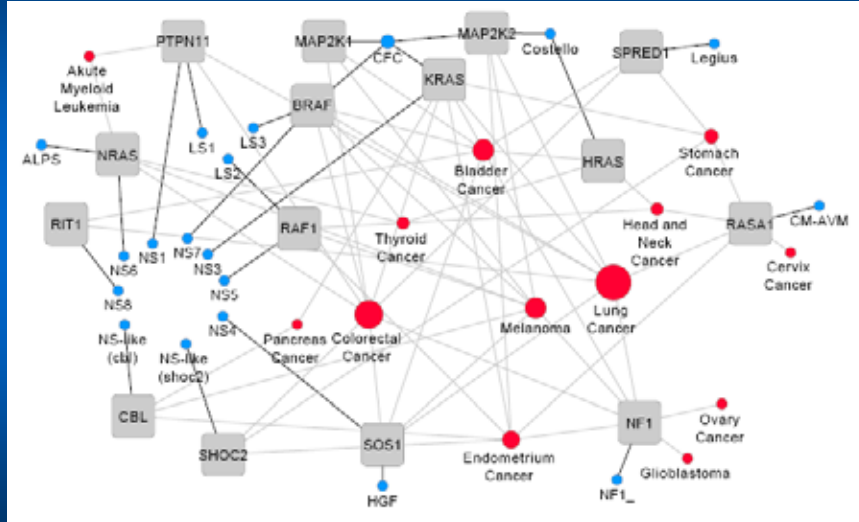 PTPN11
MAP2K1
MAP2K2
SPRED1
CFC
Costello
Legius
Akute
Myeloid
Leukemia
KRAS
BRAF
LS1
LS3
LS2
ALPS
NRAS
Bladder
Cancer
HRAS
Stomach
Cancer
RIT1
RAF1
Thyroid
Cancer
Head and
Neck
Cancer
RASA1
CM-AVM
Cervix
Cancer
NS6
NS1
NS7
NS3
NS5
NS8
NS4
NS-like
(cbl)
NS-like
(shoc2)
Pancreas
Cancer
Colorectal
Cancer
Melanoma
Lung
Cancer
CBL
SHOC2
SOS1
Endometrium
Cancer
NF1
Ovary
Cancer
Glioblastoma
HGF
NF1_